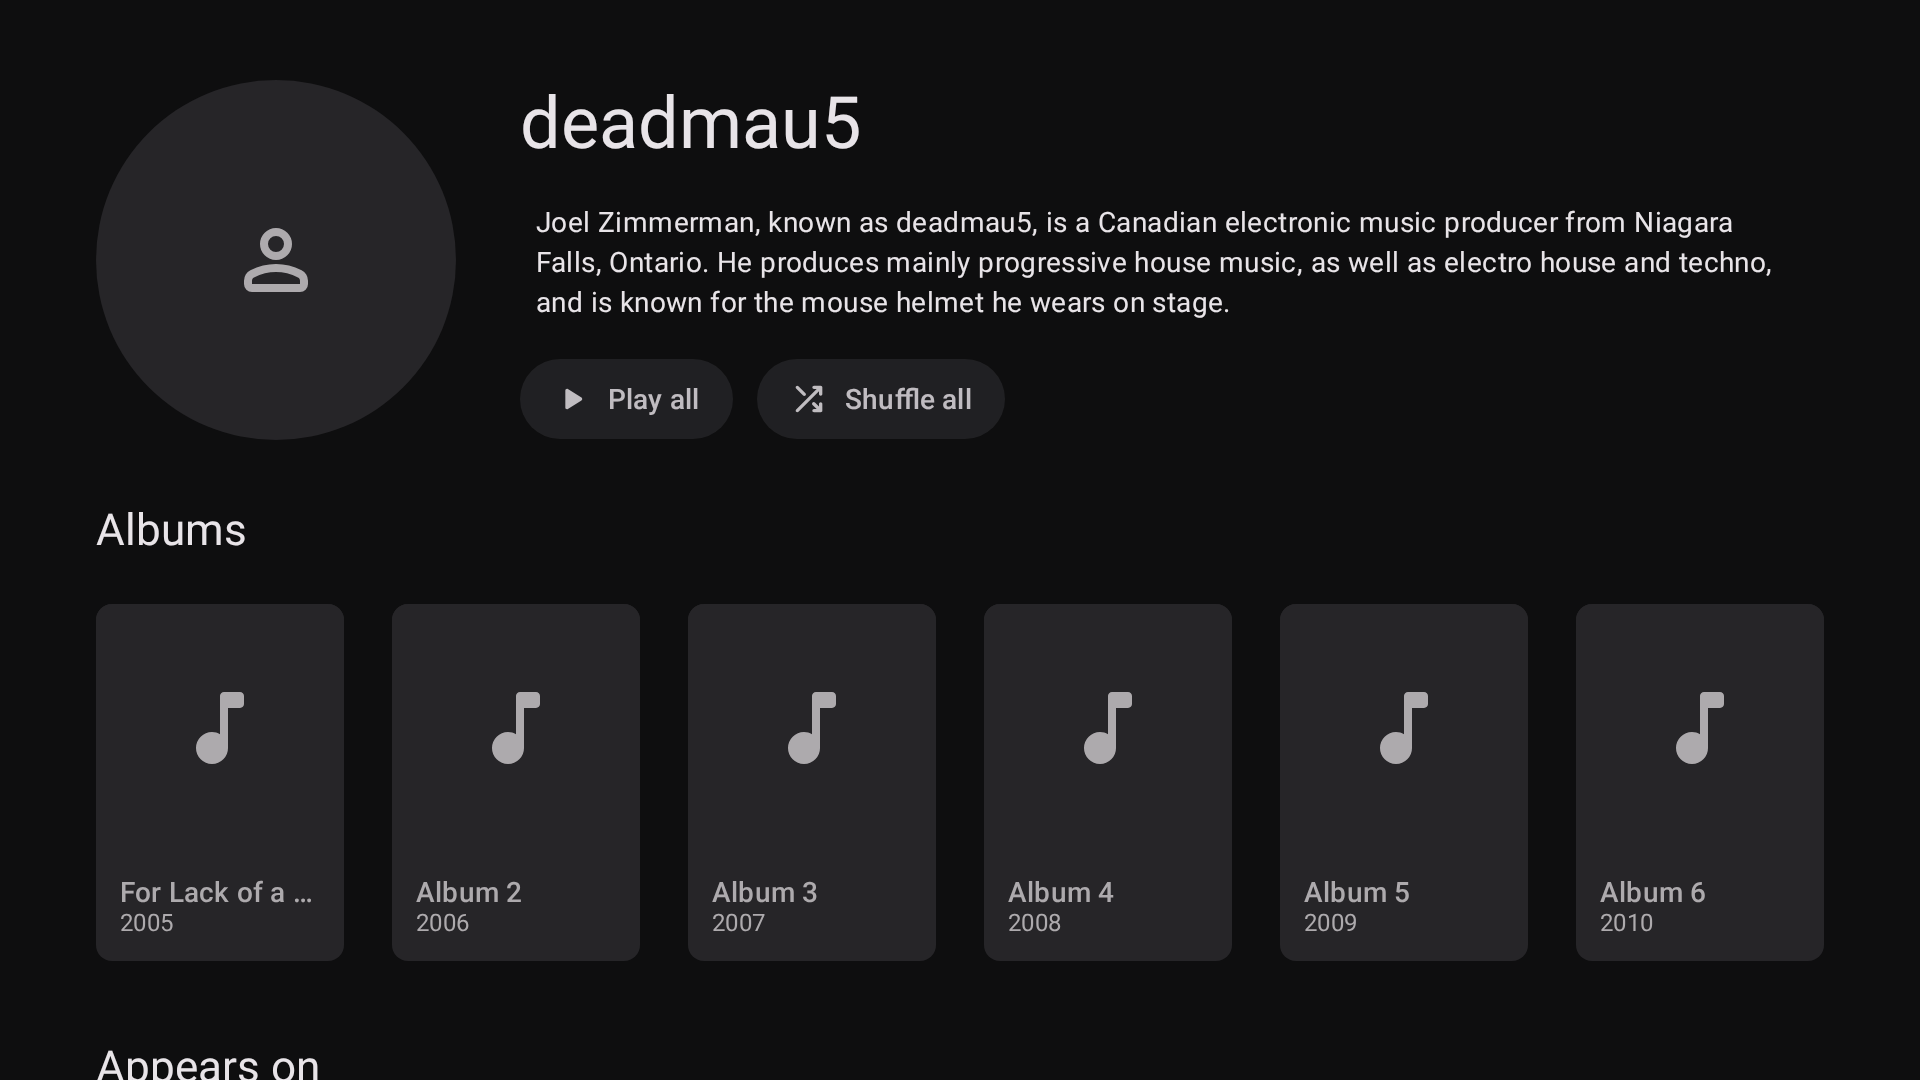 deadmau5
Joel Zimmerman, known as deadmau5, is a Canadian electronic music producer from Niagara
Falls, Ontario. He produces mainly progressive house music, as well as electro house and techno,
and is known for the mouse helmet he wears on stage.
Play all
Shuffle all
Albums
For Lack of a ...
2005
Album 2
2006
Album 3
2007
Album 4
2008
Album 5
2009
Album 6
2010
Appears on